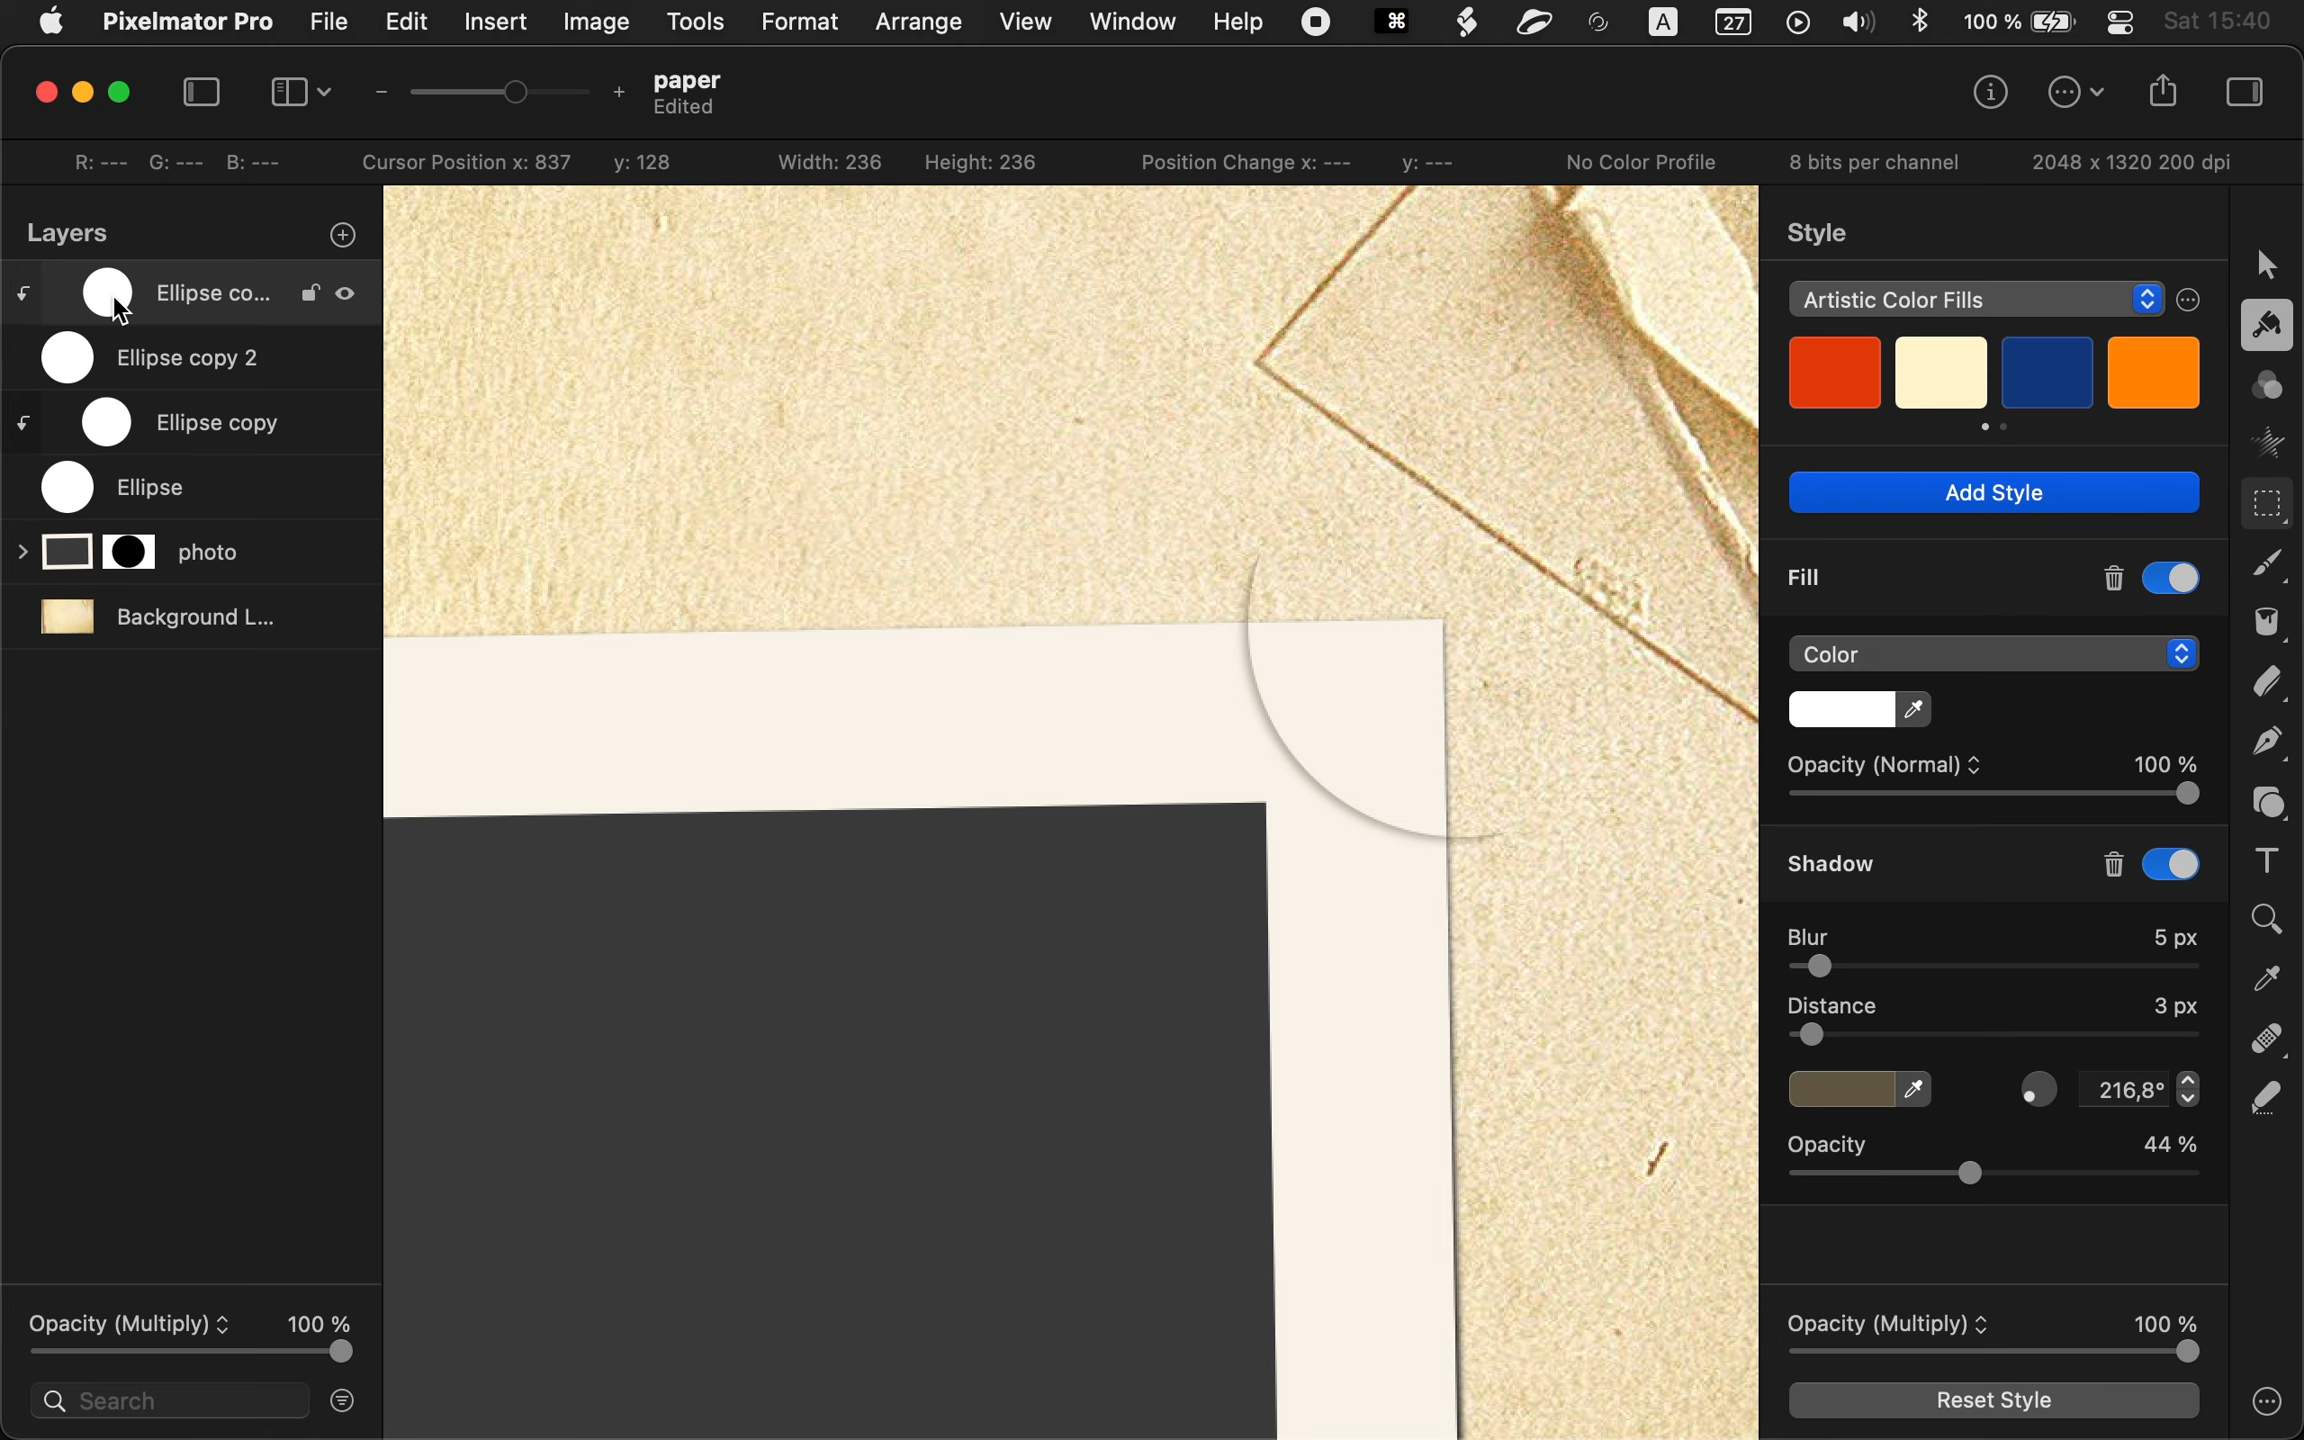 Pixelmator Pro File Edit Insert Image Tools Format Arrange View Window Help A 27 100 % Sat 15:40
paper
Edited
R: --- G: --- B: --- Cursor Position x: 837 y: 128 Width: 236 Height: 236 Position Change x: --- y: --- No Color Profile 8 bits per channel 2048 x 1320 200 dpi
Layers
Ellipse co...
Ellipse copy 2
Ellipse copy
Ellipse
photo
Background L...
Opacity (Multiply) 100 %
Search
Style
Artistic Color Fills
Add Style
Fill
Color
Opacity (Normal) 100 %
Shadow
Blur 5 px
Distance 3 px
216,8°
Opacity 44 %
Opacity (Multiply) 100 %
Reset Style